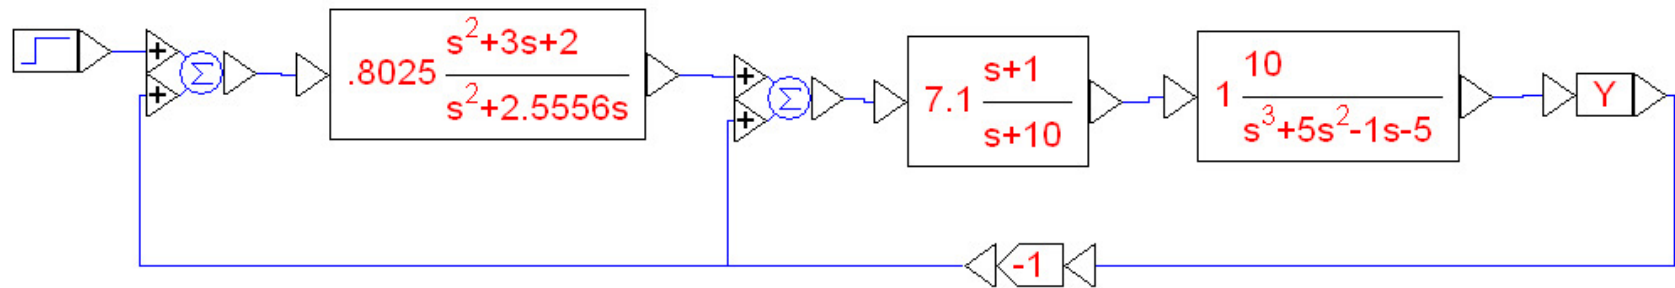 +
+
Σ
.8025
s²+3s+2
s²+2.5556s
+
+
Σ
7.1
s+1
s+10
1
10
s³+5s²-1s-5
Y
-1